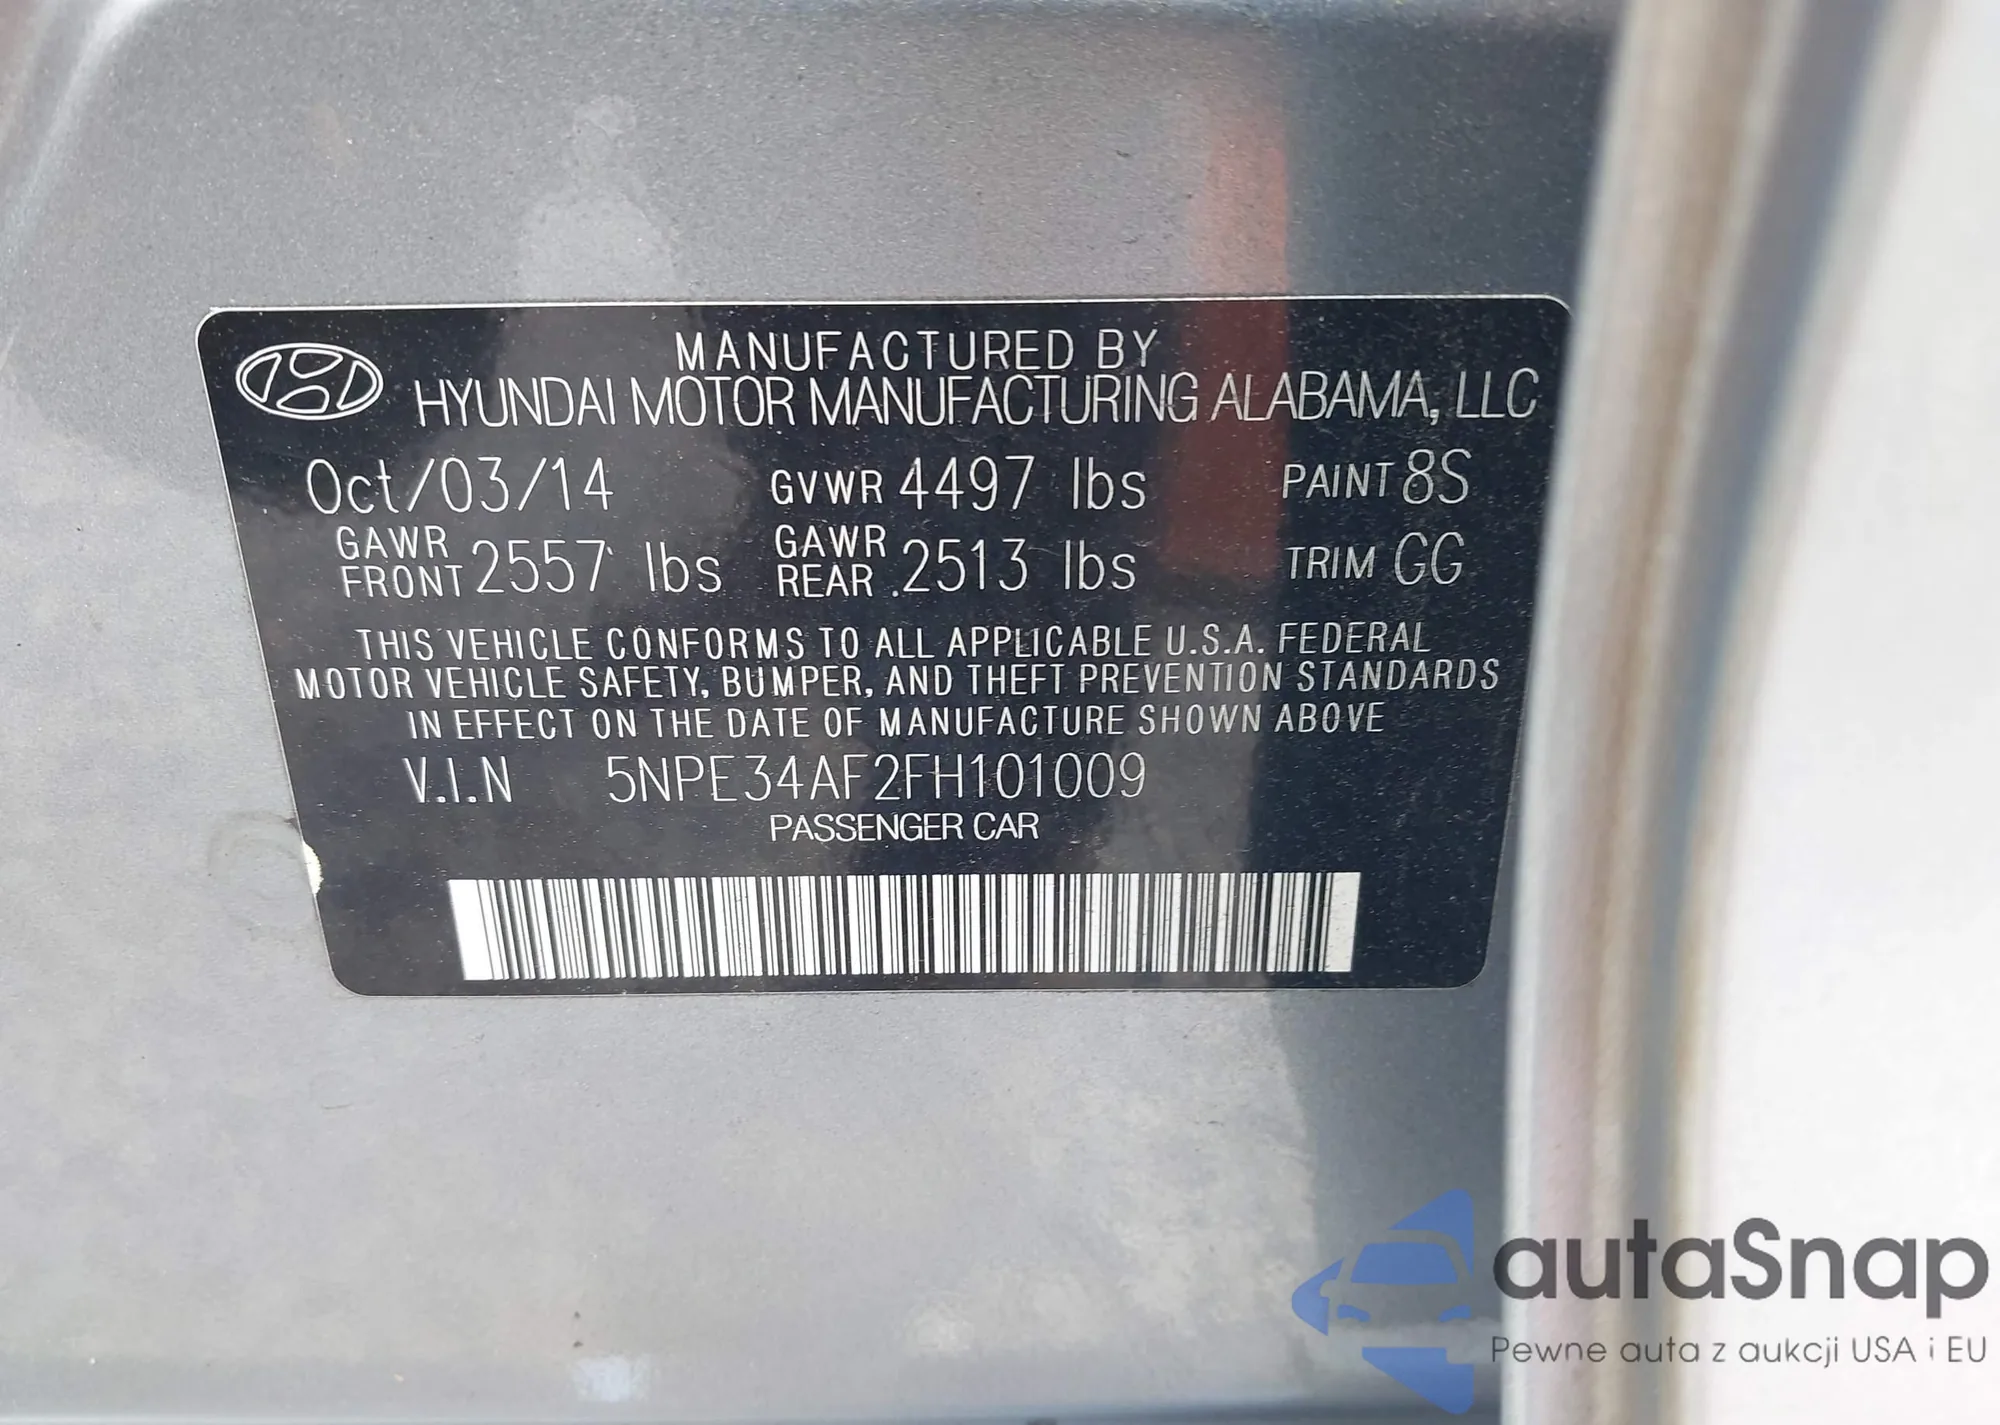 MANUFACTURED BY
HYUNDAI MOTOR MANUFACTURING ALABAMA, LLC
Oct/03/14 GVWR 4497 lbs PAINT 8S
GAWR FRONT 2557 lbs GAWR REAR 2513 lbs TRIM GG
THIS VEHICLE CONFORMS TO ALL APPLICABLE U.S.A. FEDERAL
MOTOR VEHICLE SAFETY, BUMPER, AND THEFT PREVENTION STANDARDS
IN EFFECT ON THE DATE OF MANUFACTURE SHOWN ABOVE
V.I.N 5NPE34AF2FH101009
PASSENGER CAR
autaSnap
Pewne auta z aukcji USA i EU